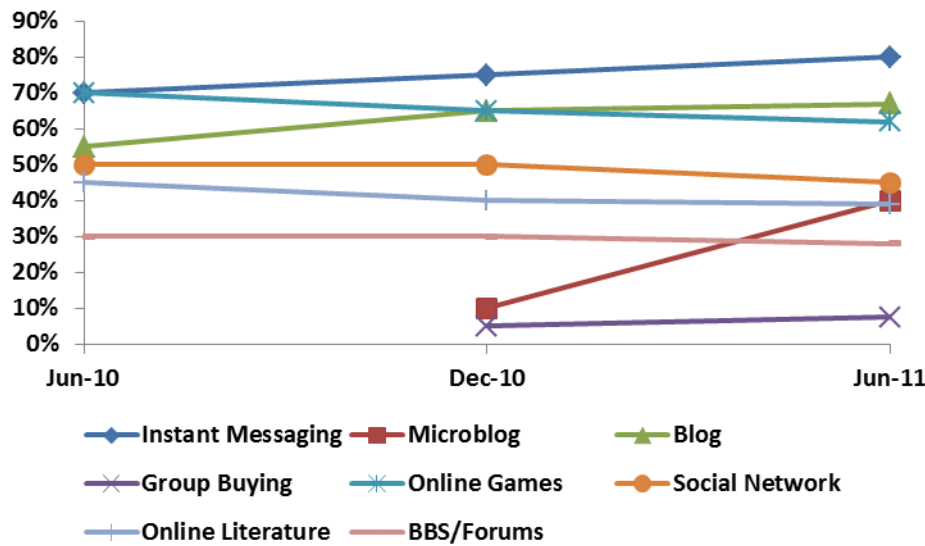 90%
80%
70%
60%
50%
40%
30%
20%
10%
0%
Jun-10 Dec-10 Jun-11
Instant Messaging Microblog Blog
Group Buying Online Games Social Network
Online Literature BBS/Forums